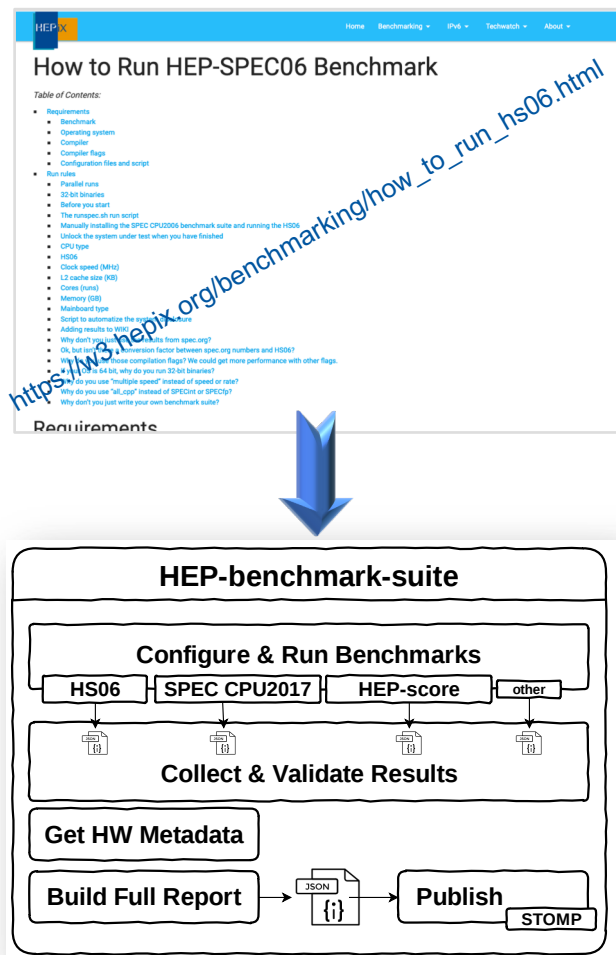 HEPiX
Home Benchmarking IPv6 Techwatch About
How to Run HEP-SPEC06 Benchmark
Table of Contents:
Requirements
Benchmark
Operating system
Compiler
Compiler flags
Configuration files and script
Run rules
Parallel runs
32-bit binaries
Before you start
The runspec.sh run script
Manually installing the SPEC CPU2006 benchmark suite and running the HS06
Unlock the system under test when you have finished
CPU type
HS06
Clock speed (MHz)
L2 cache size (KB)
Cores (runs)
Memory (GB)
Mainboard type
Script to automatize the system
Adding results to WIKI
Why don't you just results from spec.org?
Ok, but isn't a conversion factor between spec.org numbers and HS06?
Why do use those compilation flags? We could get more performance with other flags.
If your OS is 64 bit, why do you run 32-bit binaries?
Why do you use "multiple speed" instead of speed or rate?
Why do you use "all_cpp" instead of SPECint or SPECfp?
Why don't you just write your own benchmark suite?
https://w3.hepix.org/benchmarking/how_to_run_hs06.html
Requirements
HEP-benchmark-suite
Configure & Run Benchmarks
HS06 SPEC CPU2017 HEP-score other
JSON JSON JSON JSON
{i} {i} {i} {i}
Collect & Validate Results
Get HW Metadata
Build Full Report JSON {i} Publish
STOMP